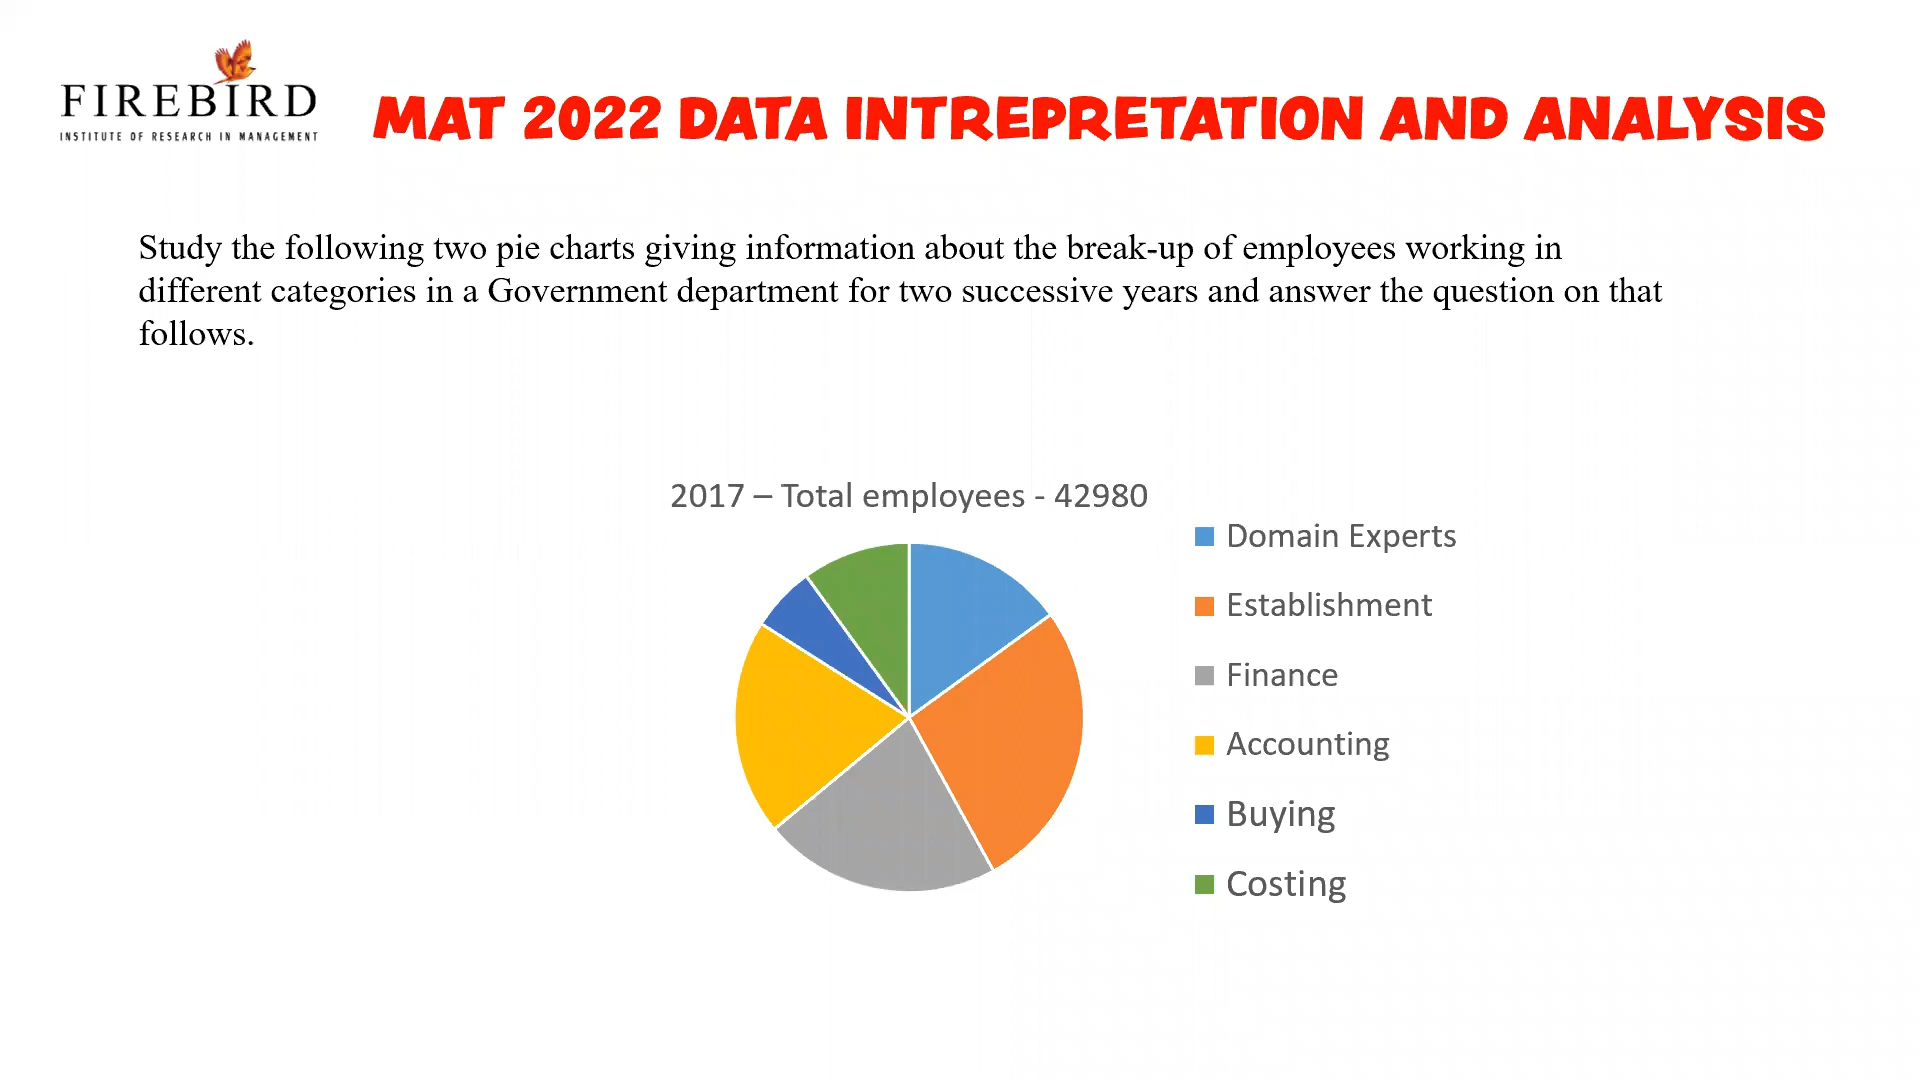 FIREBIRD
INSTITUTE OF RESEARCH IN MANAGEMENT
MAT 2022 DATA INTREPRETATION AND ANALYSIS
Study the following two pie charts giving information about the break-up of employees working in
different categories in a Government department for two successive years and answer the question on that
follows.
2017 – Total employees - 42980
Domain Experts
Establishment
Finance
Accounting
Buying
Costing